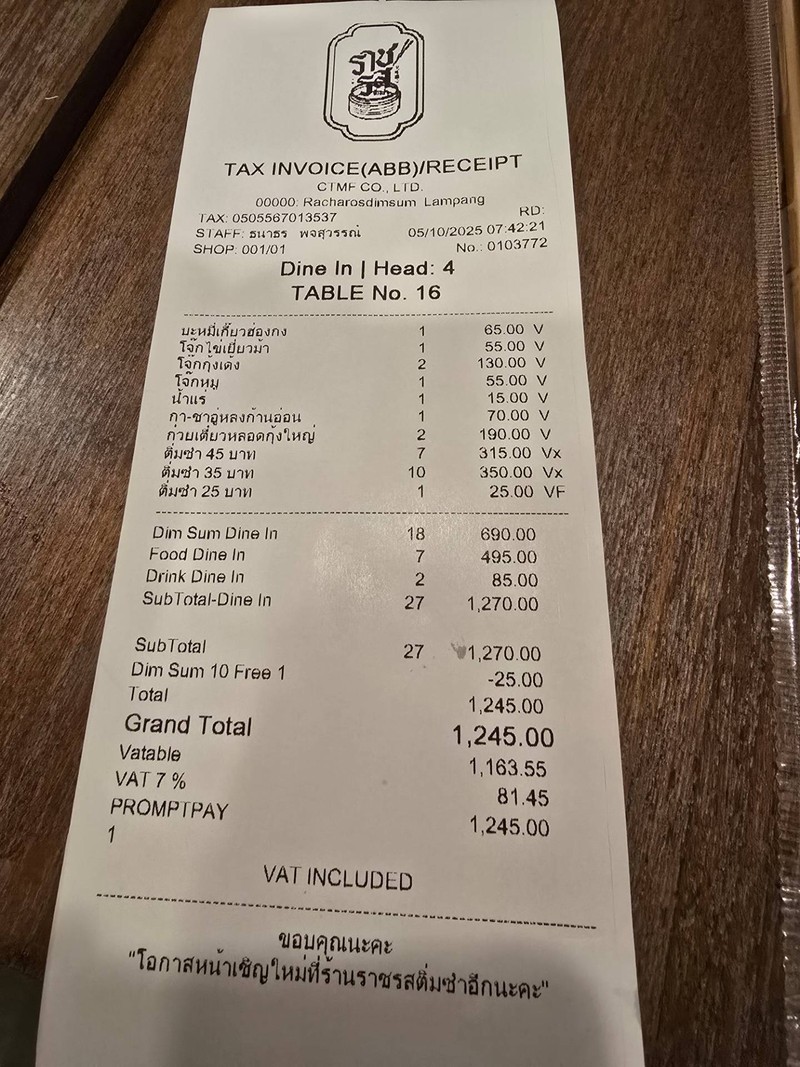 ราชรส
TAX INVOICE(ABB)/RECEIPT
CTMF CO., LTD.
00000: Racharosdimsum Lampang
TAX: 0505567013537 RD:
STAFF: ธนาธร พจสุวรรณ์ 05/10/2025 07:42:21
SHOP: 001/01 No.: 0103772
Dine In | Head: 4
TABLE No. 16
บะหมี่เกี๊ยวฮ่องกง 1 65.00 V
โจ๊กไข่เยี่ยวม้า 1 55.00 V
โจ๊กกุ้งเด้ง 2 130.00 V
โจ๊กหมู 1 55.00 V
น้ำแร่ 1 15.00 V
กา-ชาอู่หลงก้านอ่อน 1 70.00 V
ก๋วยเตี๋ยวหลอดกุ้งใหญ่ 2 190.00 V
ติ่มซำ 45 บาท 7 315.00 Vx
ติ่มซำ 35 บาท 10 350.00 Vx
ติ่มซำ 25 บาท 1 25.00 VF
Dim Sum Dine In 18 690.00
Food Dine In 7 495.00
Drink Dine In 2 85.00
SubTotal-Dine In 27 1,270.00
SubTotal 27 1,270.00
Dim Sum 10 Free 1 -25.00
Total 1,245.00
Grand Total 1,245.00
Vatable 1,163.55
VAT 7 % 81.45
PROMPTPAY 1,245.00
1
VAT INCLUDED
ขอบคุณนะคะ
"โอกาสหน้าเชิญใหม่ที่ร้านราชรสติ่มซำอีกนะคะ"